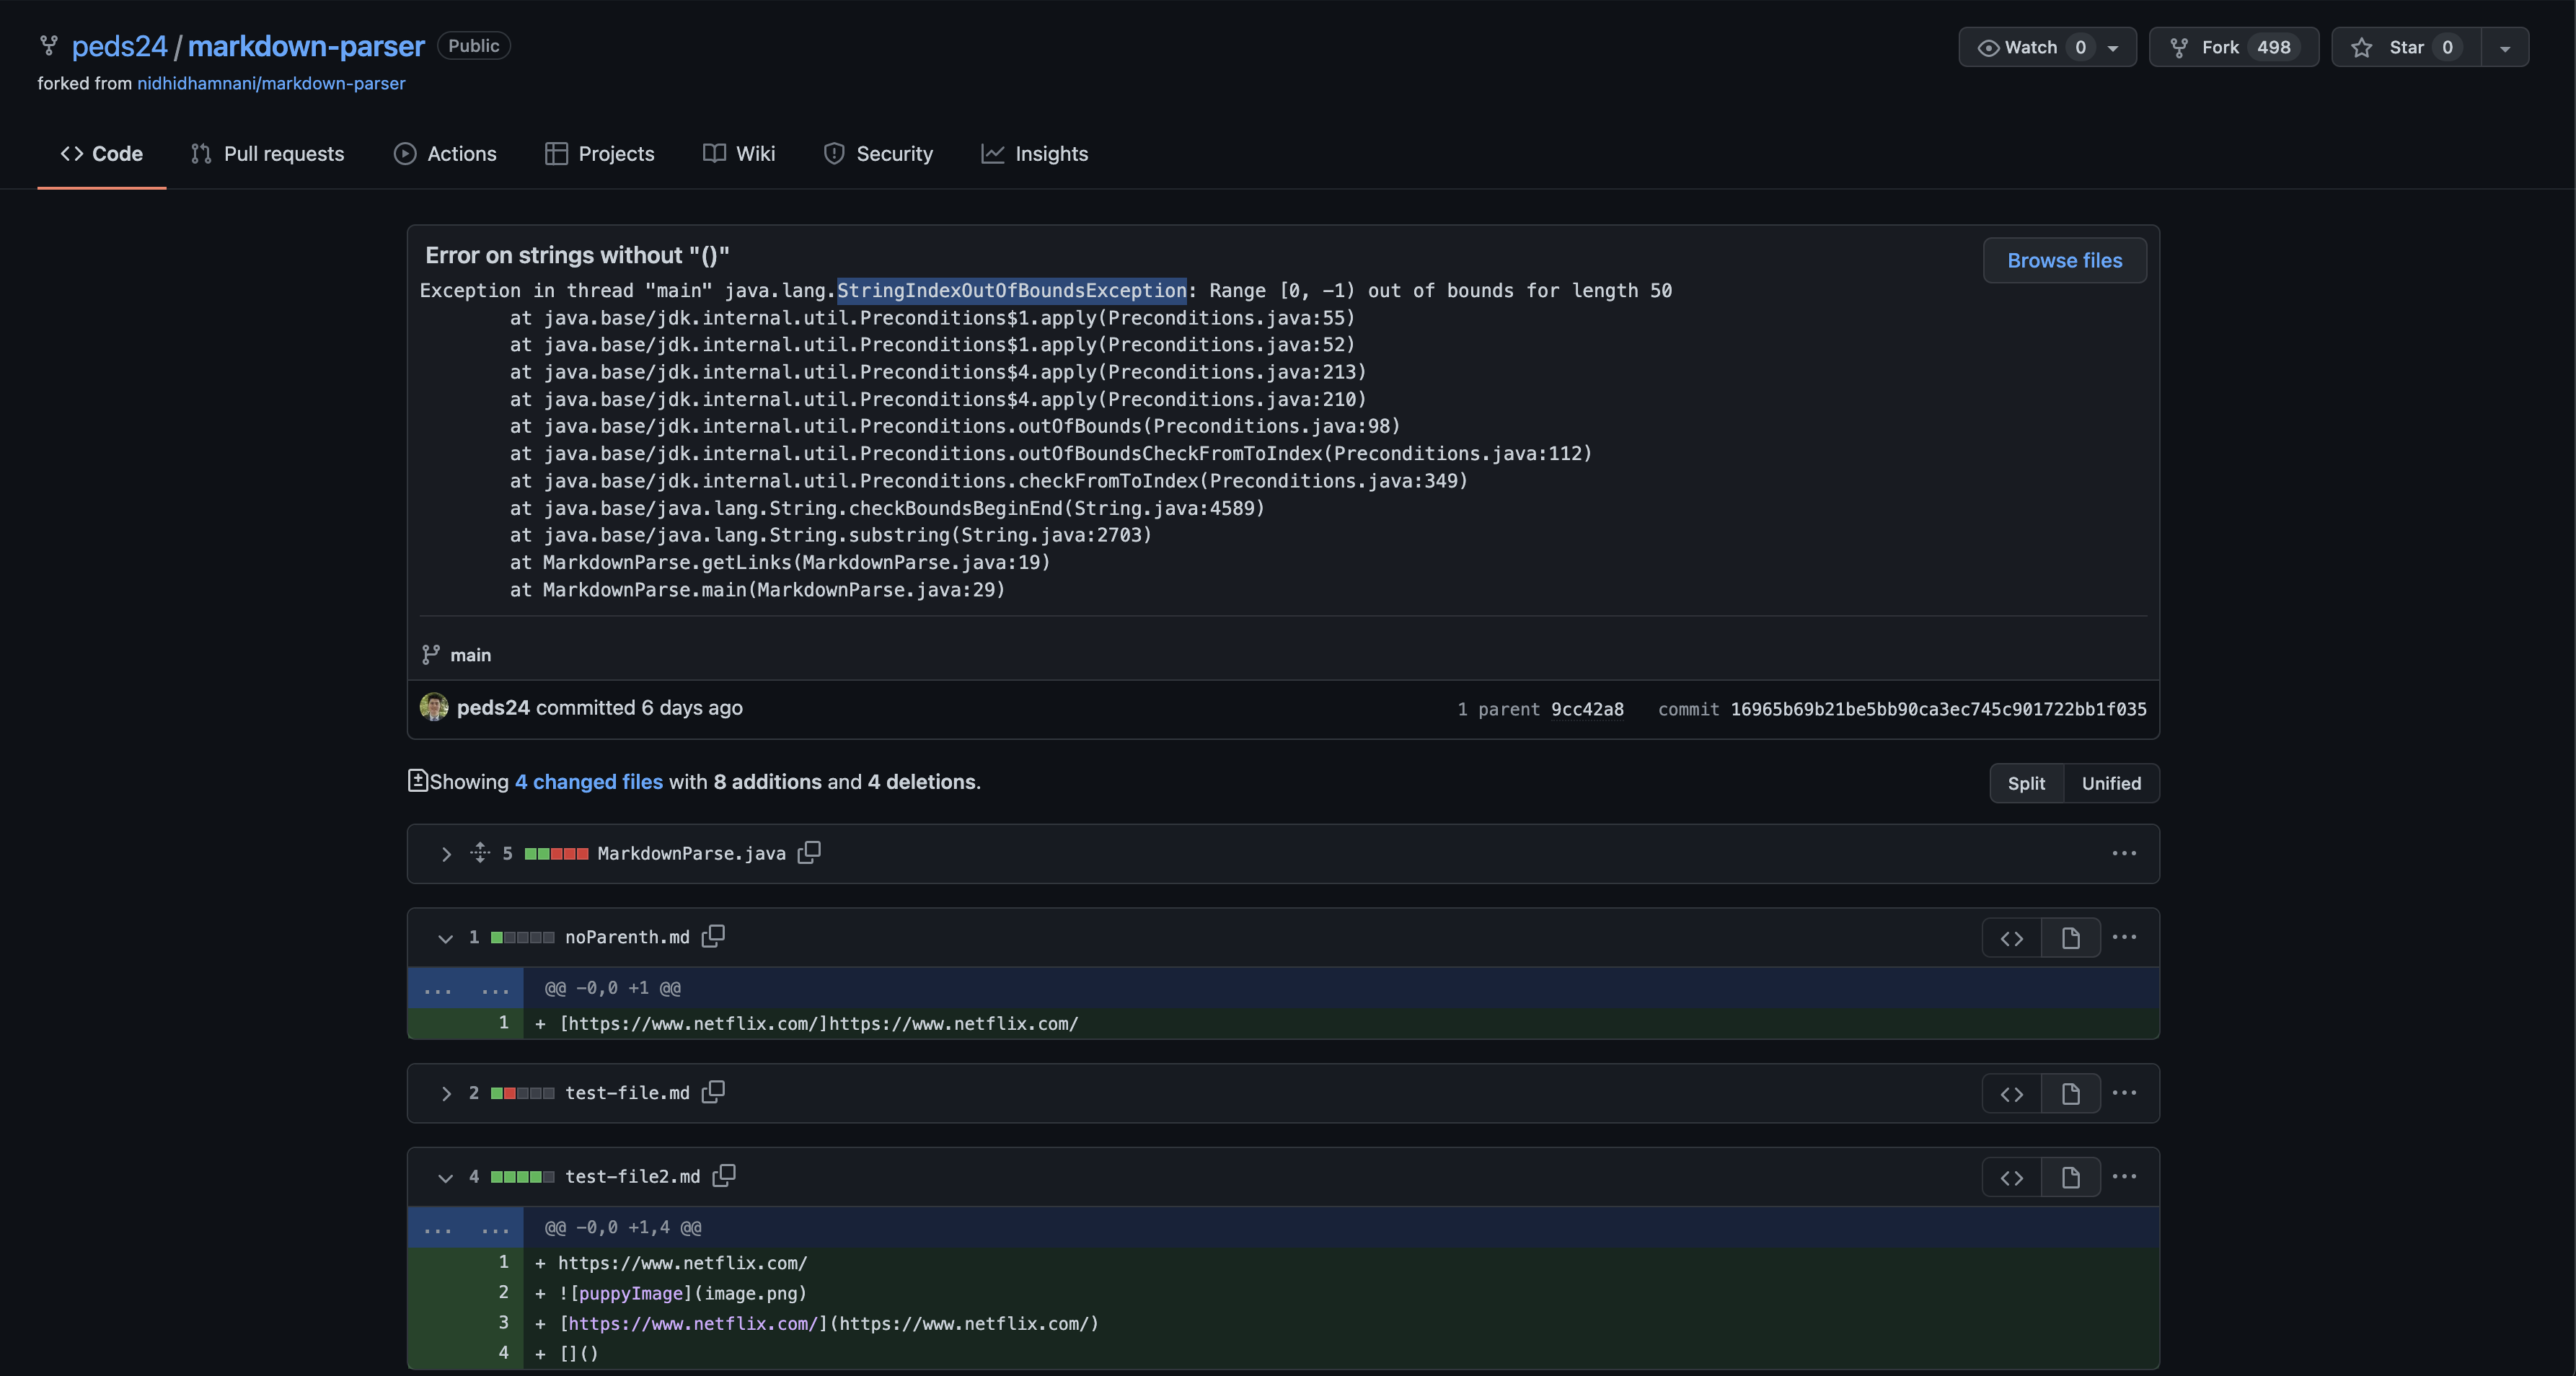 peds24 / markdown-parser Public
Watch 0 Fork 498 Star 0
forked from nidhidhamnani/markdown-parser
Code Pull requests Actions Projects Wiki Security Insights
Error on strings without "()"
Browse files
Exception in thread "main" java.lang.StringIndexOutOfBoundsException: Range [0, -1) out of bounds for length 50
at java.base/jdk.internal.util.Preconditions$1.apply(Preconditions.java:55)
at java.base/jdk.internal.util.Preconditions$1.apply(Preconditions.java:52)
at java.base/jdk.internal.util.Preconditions$4.apply(Preconditions.java:213)
at java.base/jdk.internal.util.Preconditions$4.apply(Preconditions.java:210)
at java.base/jdk.internal.util.Preconditions.outOfBounds(Preconditions.java:98)
at java.base/jdk.internal.util.Preconditions.outOfBoundsCheckFromToIndex(Preconditions.java:112)
at java.base/jdk.internal.util.Preconditions.checkFromToIndex(Preconditions.java:349)
at java.base/java.lang.String.checkBoundsBeginEnd(String.java:4589)
at java.base/java.lang.String.substring(String.java:2703)
at MarkdownParse.getLinks(MarkdownParse.java:19)
at MarkdownParse.main(MarkdownParse.java:29)
main
peds24 committed 6 days ago
1 parent 9cc42a8 commit 16965b69b21be5bb90ca3ec745c901722bb1f035
Showing 4 changed files with 8 additions and 4 deletions.
Split Unified
5 MarkdownParse.java ...
1 noParenth.md <> ...
... ... @@ -0,0 +1 @@
1 + [https://www.netflix.com/]https://www.netflix.com/
2 test-file.md <> ...
4 test-file2.md <> ...
... ... @@ -0,0 +1,4 @@
1 + https://www.netflix.com/
2 + ![puppyImage](image.png)
3 + [https://www.netflix.com/](https://www.netflix.com/)
4 + []()